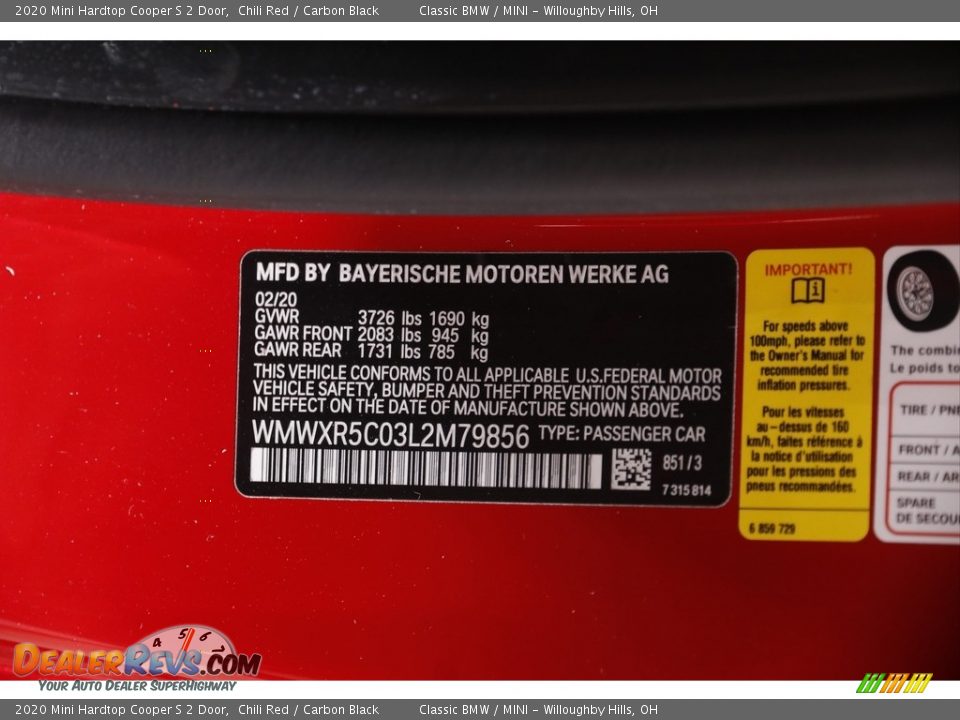 2020 Mini Hardtop Cooper S 2 Door, Chili Red / Carbon Black Classic BMW / MINI - Willoughby Hills, OH
MFD BY BAYERISCHE MOTOREN WERKE AG
02/20
GVWR 3726 lbs 1690 kg
GAWR FRONT 2083 lbs 945 kg
GAWR REAR 1731 lbs 785 kg
THIS VEHICLE CONFORMS TO ALL APPLICABLE U.S.FEDERAL MOTOR
VEHICLE SAFETY, BUMPER AND THEFT PREVENTION STANDARDS
IN EFFECT ON THE DATE OF MANUFACTURE SHOWN ABOVE.
WMWXR5C03L2M79856 TYPE: PASSENGER CAR
851/3
7315814
IMPORTANT!
For speeds above
100mph, please refer to
the Owner's Manual for
recommended tire
inflation pressures.
Pour les vitesses
au-dessus de 160
km/h, faites référence à
la notice d'utilisation
pour les pressions des
pneus recommandées.
6 859 729
The combi
Le poids to
TIRE / PNE
FRONT / A
REAR / AR
SPARE
DE SECOU
4 5 6
DealerRevs.com
Your Auto Dealer SuperHighway
2020 Mini Hardtop Cooper S 2 Door, Chili Red / Carbon Black Classic BMW / MINI - Willoughby Hills, OH